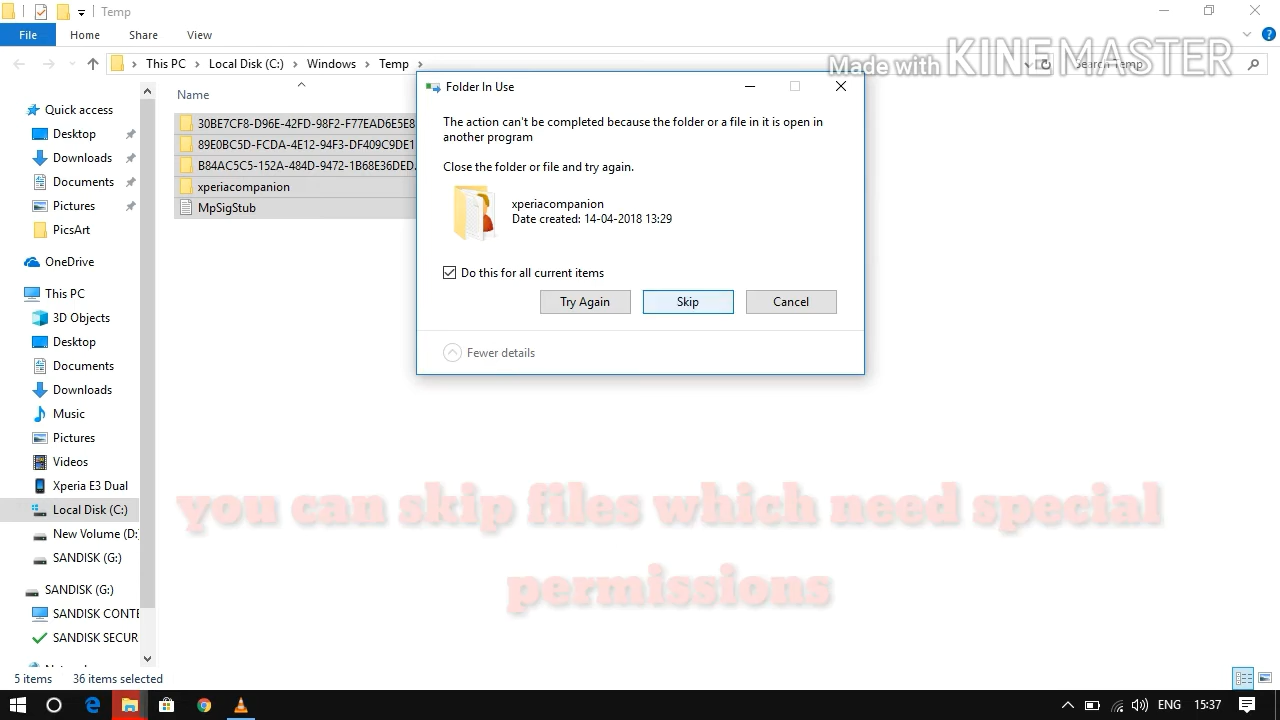 Temp
File Home Share View
This PC Local Disk (C:) Windows Temp
Search Temp
Made with KINEMASTER
Quick access
Desktop
Downloads
Documents
Pictures
PicsArt
OneDrive
This PC
3D Objects
Desktop
Documents
Downloads
Music
Pictures
Videos
Xperia E3 Dual
Local Disk (C:)
New Volume (D:
SANDISK (G:)
SANDISK (G:)
SANDISK CONTE
SANDISK SECUR
Name
30BE7CF8-D96E-42FD-98F2-F77EAD6E5E8
89E0BC5D-FCDA-4E12-94F3-DF409C9DE1
B84AC5C5-152A-484D-9472-1B68E36DED
xperiacompanion
MpSigStub
Folder In Use
The action can't be completed because the folder or a file in it is open in
another program
Close the folder or file and try again.
xperiacompanion
Date created: 14-04-2018 13:29
Do this for all current items
Try Again Skip Cancel
Fewer details
you can skip files which need special
permissions
5 items 36 items selected
ENG 15:37